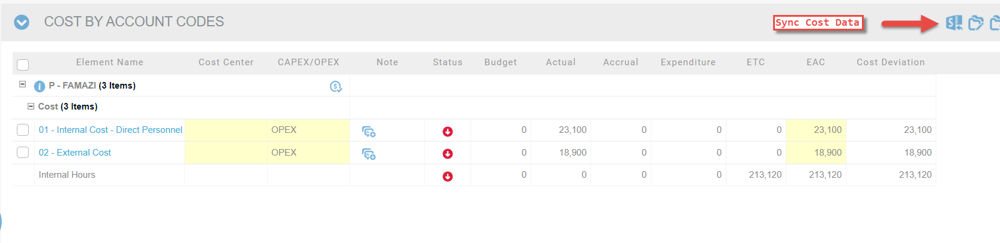 COST BY ACCOUNT CODES Sync Cost Data
Element Name Cost Center CAPEX/OPEX Note Status Budget Actual Accrual Expenditure ETC EAC Cost Deviation
P - FAMAZI (3 Items)
Cost (3 Items)
01 - Internal Cost - Direct Personnel OPEX 0 23,100 0 0 0 23,100 23,100
02 - External Cost OPEX 0 18,900 0 0 0 18,900 18,900
Internal Hours 0 0 0 0 213,120 213,120 213,120